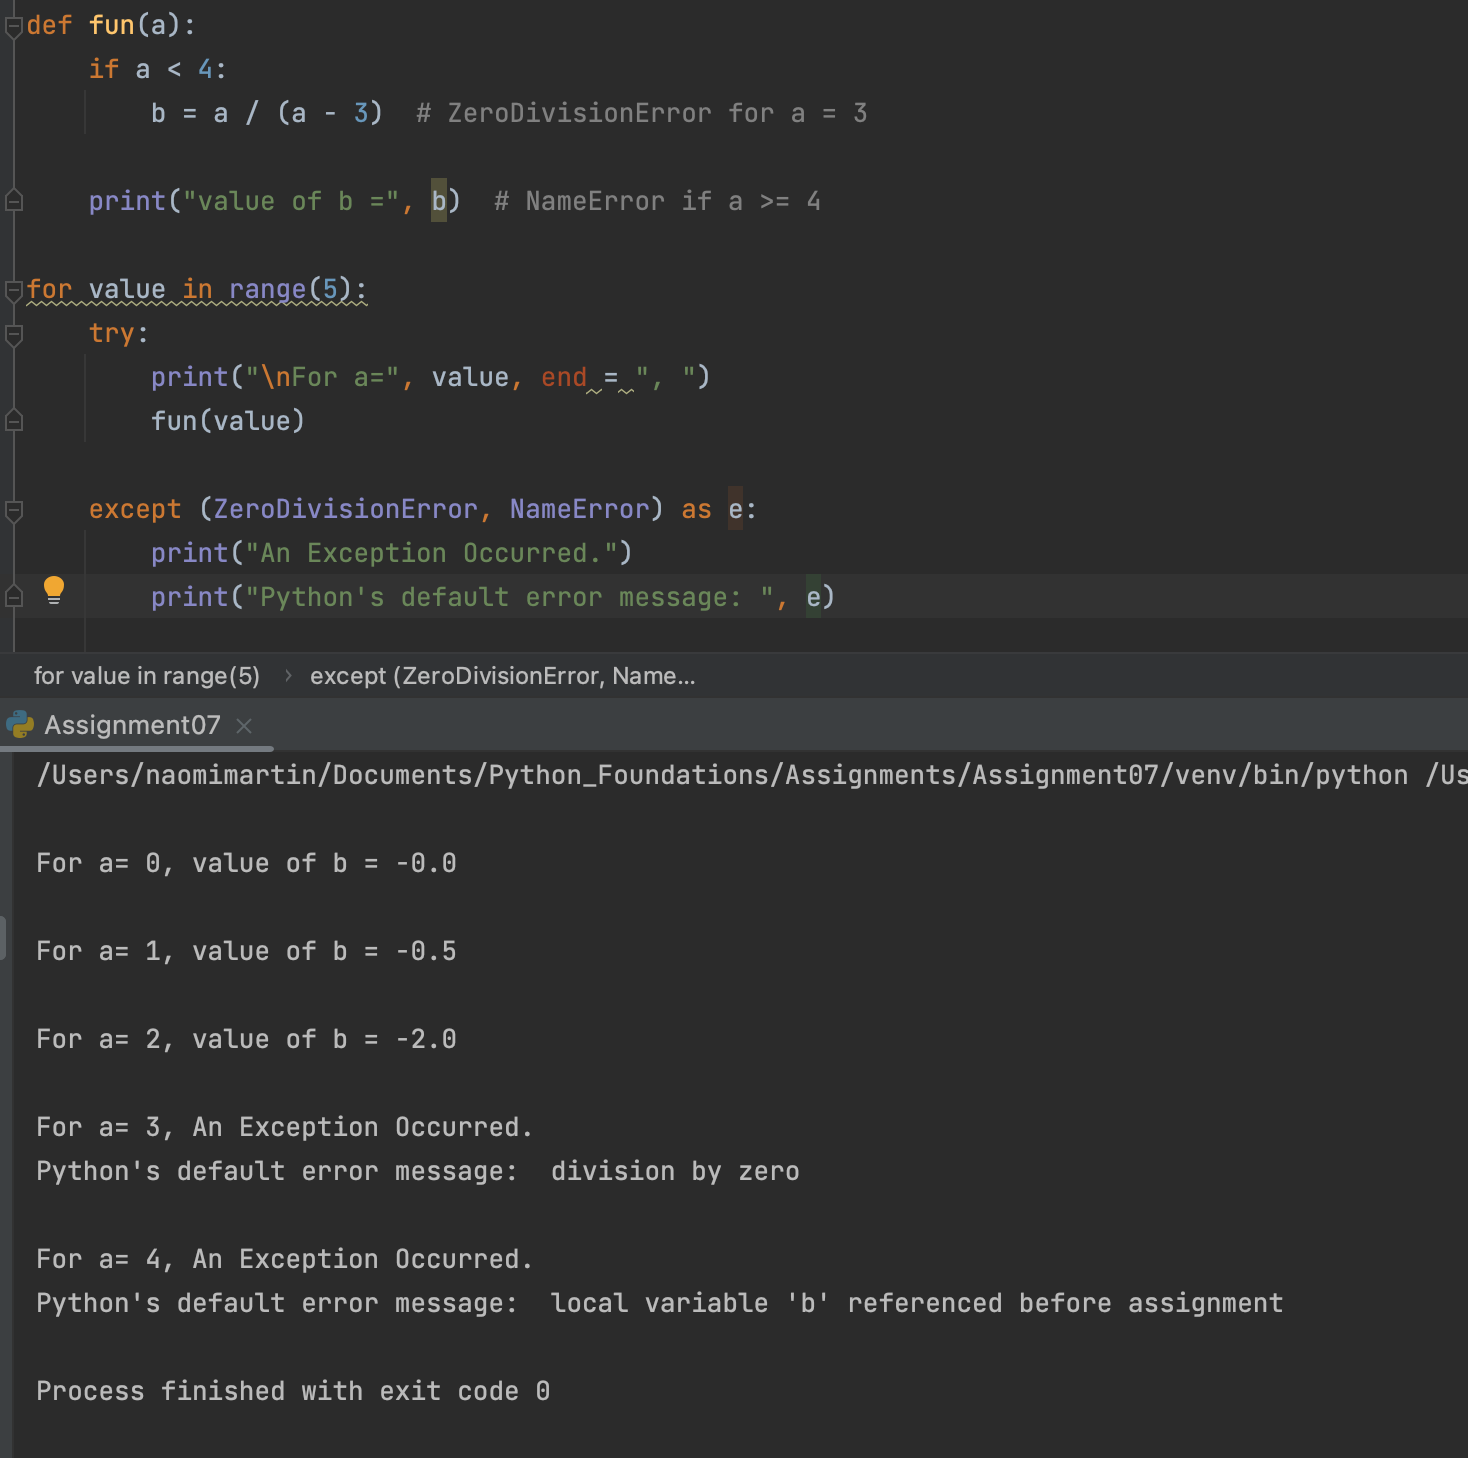 def fun(a):
    if a < 4:
        b = a / (a - 3)  # ZeroDivisionError for a = 3
    print("value of b =", b)  # NameError if a >= 4
for value in range(5):
    try:
        print("\nFor a=", value, end = ", ")
        fun(value)
    except (ZeroDivisionError, NameError) as e:
        print("An Exception Occurred.")
        print("Python's default error message: ", e)
for value in range(5) › except (ZeroDivisionError, Name...
Assignment07 ×
/Users/naomimartin/Documents/Python_Foundations/Assignments/Assignment07/venv/bin/python /Us
For a= 0, value of b = -0.0
For a= 1, value of b = -0.5
For a= 2, value of b = -2.0
For a= 3, An Exception Occurred.
Python's default error message:  division by zero
For a= 4, An Exception Occurred.
Python's default error message:  local variable 'b' referenced before assignment
Process finished with exit code 0